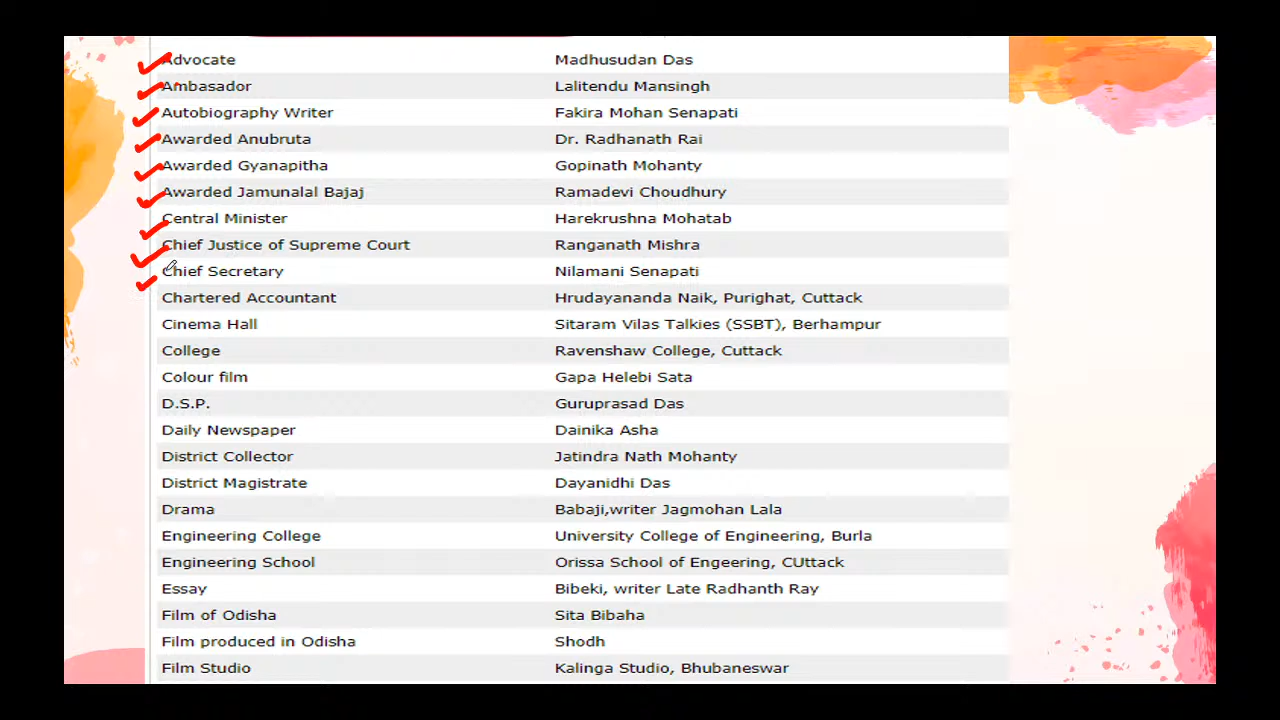 Advocate Madhusudan Das
Ambasador Lalitendu Mansingh
Autobiography Writer Fakira Mohan Senapati
Awarded Anubruta Dr. Radhanath Rai
Awarded Gyanapitha Gopinath Mohanty
Awarded Jamunalal Bajaj Ramadevi Choudhury
Central Minister Harekrushna Mohatab
Chief Justice of Supreme Court Ranganath Mishra
Chief Secretary Nilamani Senapati
Chartered Accountant Hrudayananda Naik, Purighat, Cuttack
Cinema Hall Sitaram Vilas Talkies (SSBT), Berhampur
College Ravenshaw College, Cuttack
Colour film Gapa Helebi Sata
D.S.P. Guruprasad Das
Daily Newspaper Dainika Asha
District Collector Jatindra Nath Mohanty
District Magistrate Dayanidhi Das
Drama Babaji,writer Jagmohan Lala
Engineering College University College of Engineering, Burla
Engineering School Orissa School of Engeering, CUttack
Essay Bibeki, writer Late Radhanth Ray
Film of Odisha Sita Bibaha
Film produced in Odisha Shodh
Film Studio Kalinga Studio, Bhubaneswar